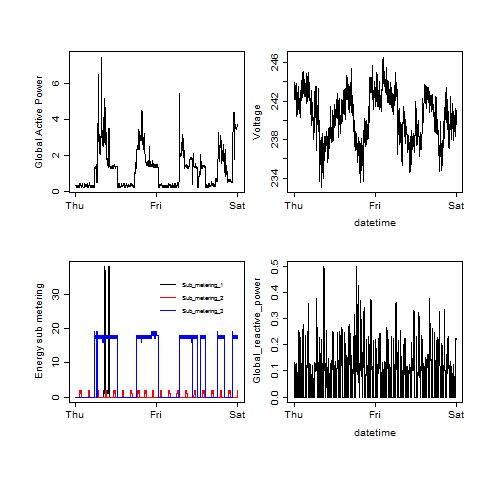 Global Active Power
6
4
2
0
Thu
Fri
Sat
Voltage
246
242
238
234
Thu
Fri
Sat
datetime
Energy sub metering
30
20
10
0
Sub_metering_1
Sub_metering_2
Sub_metering_3
Thu
Fri
Sat
Global_reactive_power
0.5
0.4
0.3
0.2
0.1
0.0
Thu
Fri
Sat
datetime